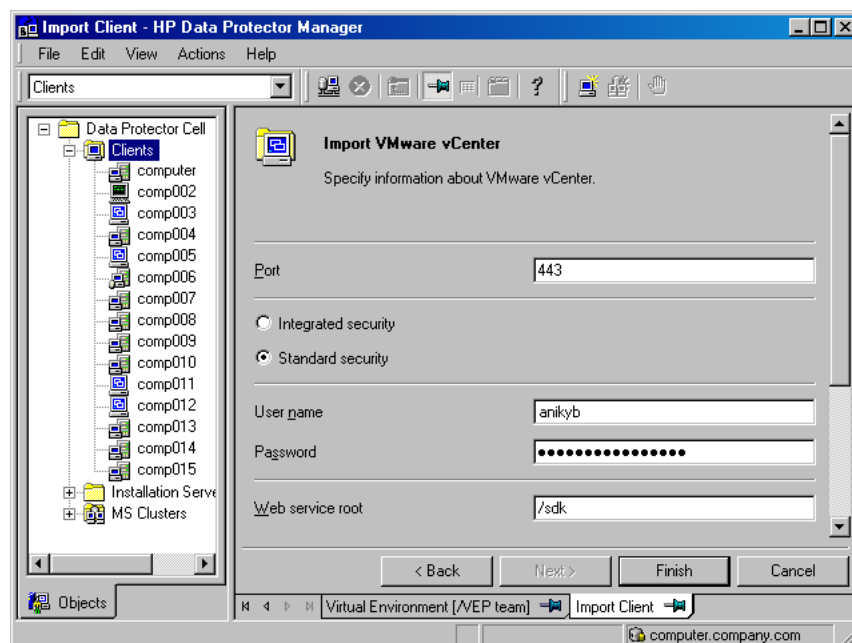 Import Client - HP Data Protector Manager
File Edit View Actions Help
Clients
?
Data Protector Cell
Clients
computer
comp002
comp003
comp004
comp005
comp006
comp007
comp008
comp009
comp010
comp011
comp012
comp013
comp014
comp015
Installation Serve
MS Clusters
Objects
Import VMware vCenter
Specify information about VMware vCenter.
Port 443
Integrated security
Standard security
User name anikyb
Password ●●●●●●●●●●●●●●●●
Web service root /sdk
< Back Next > Finish Cancel
Virtual Environment [/VEP team] Import Client
computer.company.com